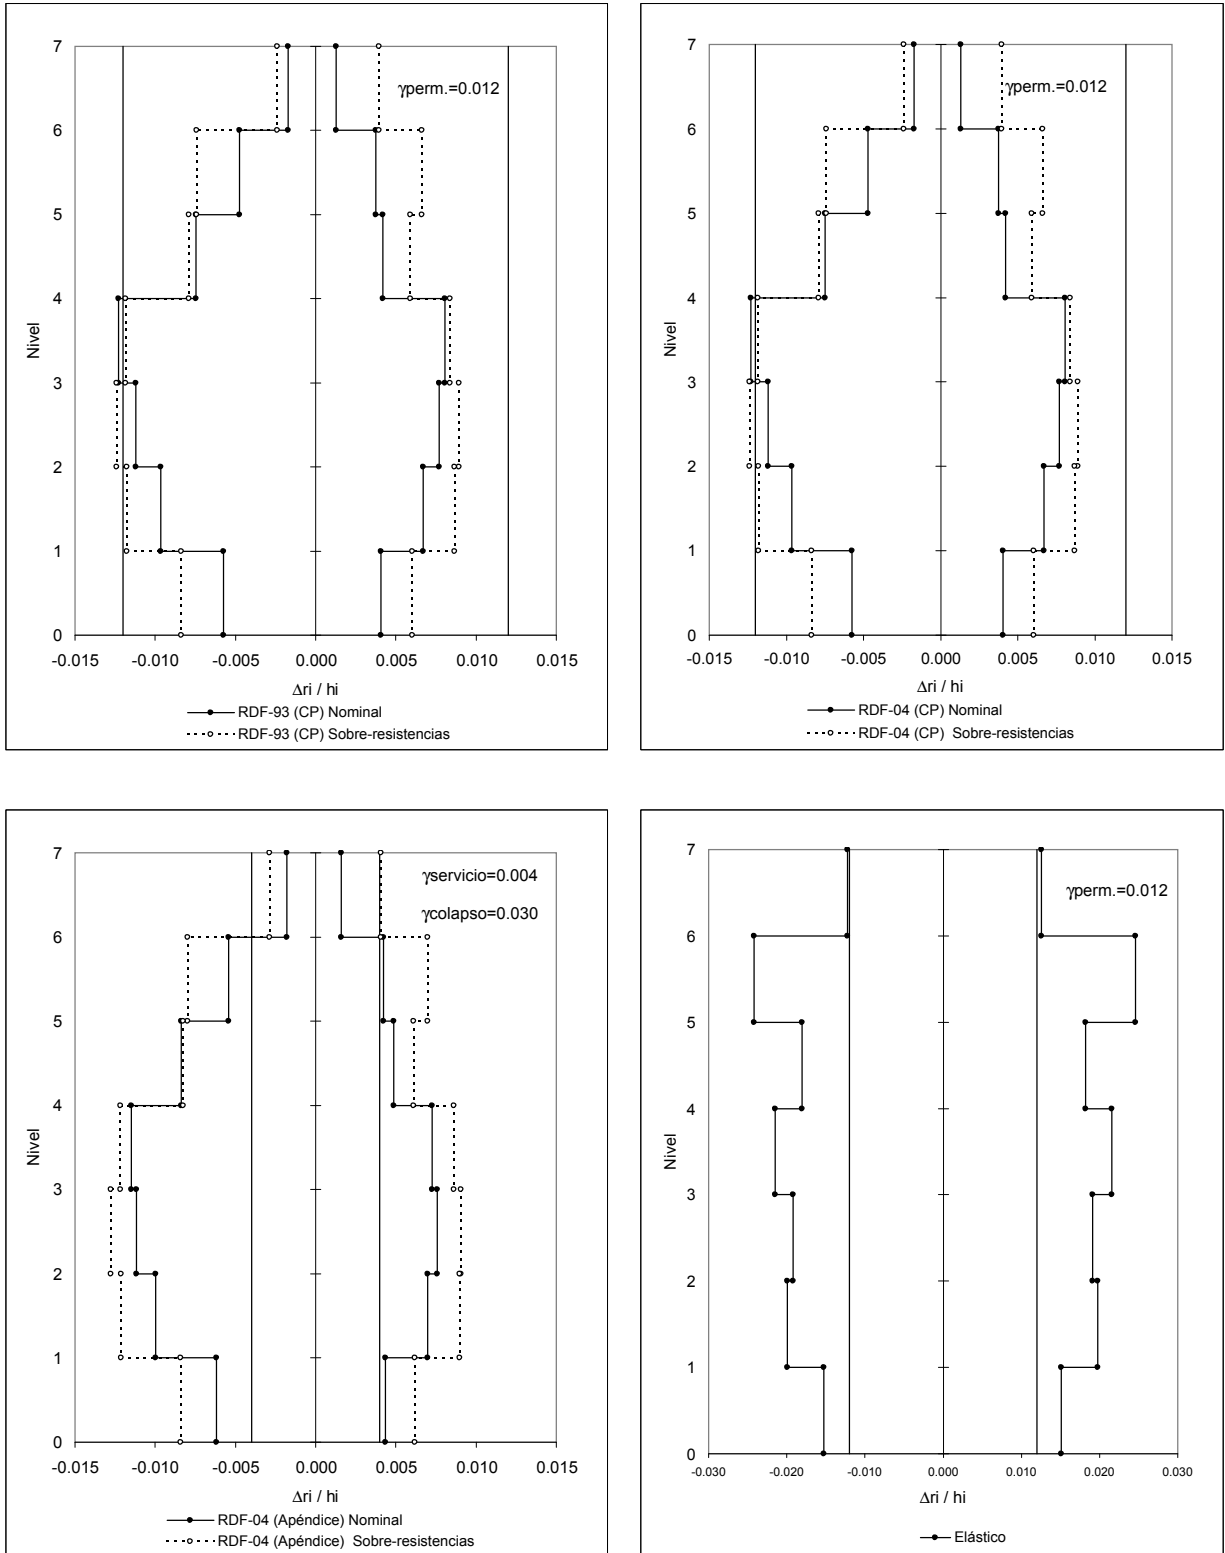 7
6
5
4
3
2
1
0
Nivel
γperm.=0.012
-0.015 -0.010 -0.005 0.000 0.005 0.010 0.015
Δri / hi
RDF-93 (CP) Nominal
RDF-93 (CP) Sobre-resistencias
7
6
5
4
3
2
1
0
Nivel
γperm.=0.012
-0.015 -0.010 -0.005 0.000 0.005 0.010 0.015
Δri / hi
RDF-04 (CP) Nominal
RDF-04 (CP) Sobre-resistencias
7
6
5
4
3
2
1
0
Nivel
γservicio=0.004
γcolapso=0.030
-0.015 -0.010 -0.005 0.000 0.005 0.010 0.015
Δri / hi
RDF-04 (Apéndice) Nominal
RDF-04 (Apéndice) Sobre-resistencias
7
6
5
4
3
2
1
0
Nivel
γperm.=0.012
-0.030 -0.020 -0.010 0.000 0.010 0.020 0.030
Δri / hi
Elástico